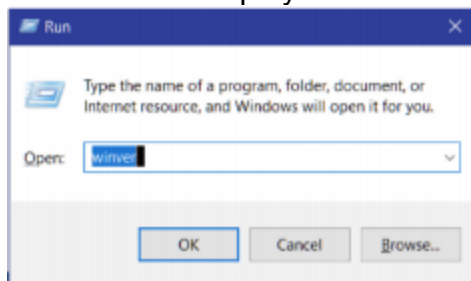 Run
Type the name of a program, folder, document, or
Internet resource, and Windows will open it for you.
Open: winver
OK Cancel Browse...